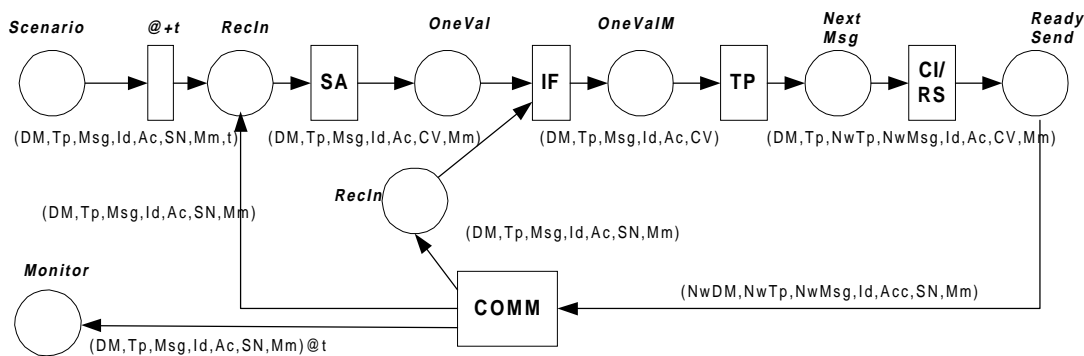 Scenario
@+t
RecIn
OneVal
OneValM
Next
Msg
Ready
Send
SA
IF
TP
CI/
RS
(DM,Tp,Msg,Id,Ac,SN,Mm,t)
(DM,Tp,Msg,Id,Ac,CV,Mm)
(DM,Tp,Msg,Id,Ac,CV)
(DM,Tp,NwTp,NwMsg,Id,Ac,CV,Mm)
RecIn
(DM,Tp,Msg,Id,Ac,SN,Mm)
(DM,Tp,Msg,Id,Ac,SN,Mm)
Monitor
COMM
(NwDM,NwTp,NwMsg,Id,Acc,SN,Mm)
(DM,Tp,Msg,Id,Ac,SN,Mm)@t